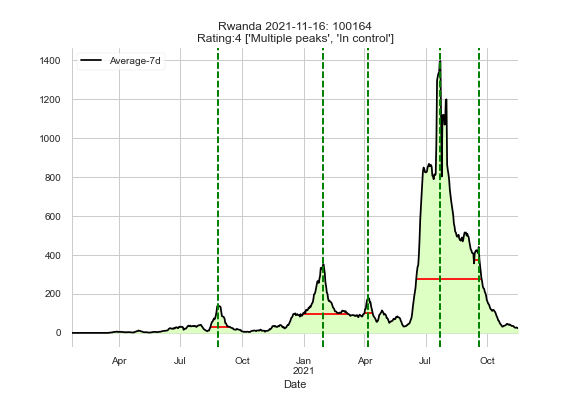 Rwanda 2021-11-16: 100164
Rating:4 ['Multiple peaks', 'In control']
Average-7d
1400
1200
1000
800
600
400
200
0
Apr Jul Oct Jan Apr Jul Oct
2021
Date